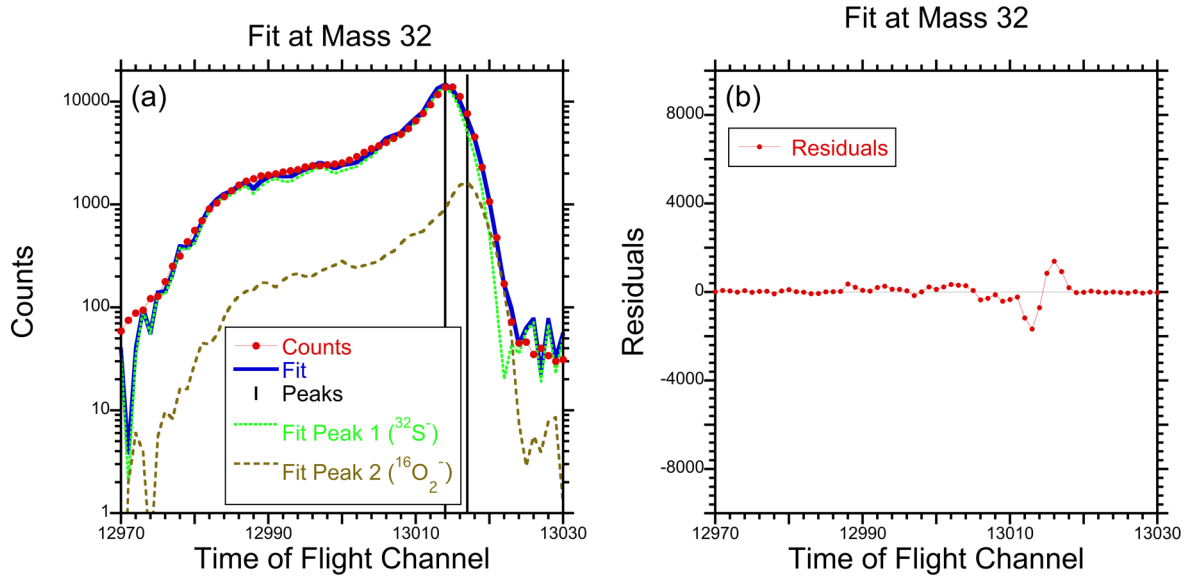 Fit at Mass 32
(a)
Counts
10000
1000
100
10
1
Counts
Fit
Peaks
Fit Peak 1 (³²S⁻)
Fit Peak 2 (¹⁶O₂⁻)
12970
12990
13010
13030
Time of Flight Channel
Fit at Mass 32
(b)
Residuals
8000
4000
0
-4000
-8000
Residuals
12970
12990
13010
13030
Time of Flight Channel